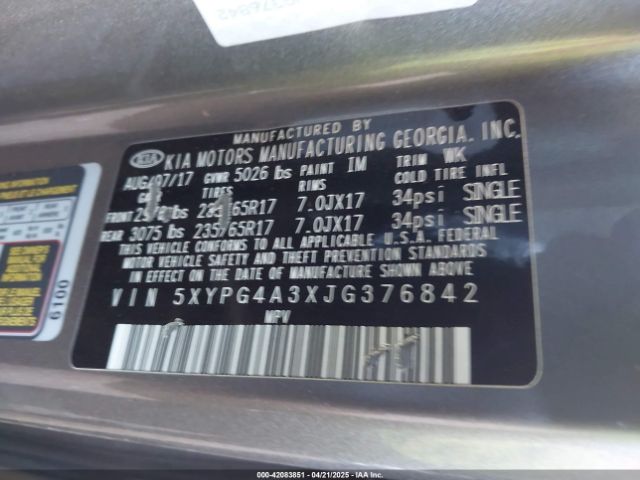 G376842
MANUFACTURED BY
KIA KIA MOTORS MANUFACTURING GEORGIA. INC.
AUG/07/17 GVWR 5026 lbs PAINT IM TRIM WK
TIRES RIMS COLD TIRE INFL
FRONT lbs 65R17 7.0JX17 34psi SINGLE
REAR 3075 lbs 235/65R17 7.0JX17 34psi SINGLE
THIS VEHICLE CONFORMS TO ALL APPLICABLE U.S.A. FEDERAL
MOTOR VEHICLE SAFETY AND THEFT PREVENTION STANDARDS
IN EFFECT ON THE DATE OF MANUFACTURE SHOWN ABOVE.
VIN 5XYPG4A3XJG376842
MPV
6100
000-42083851 | 04/21/2025 - IAA Inc.